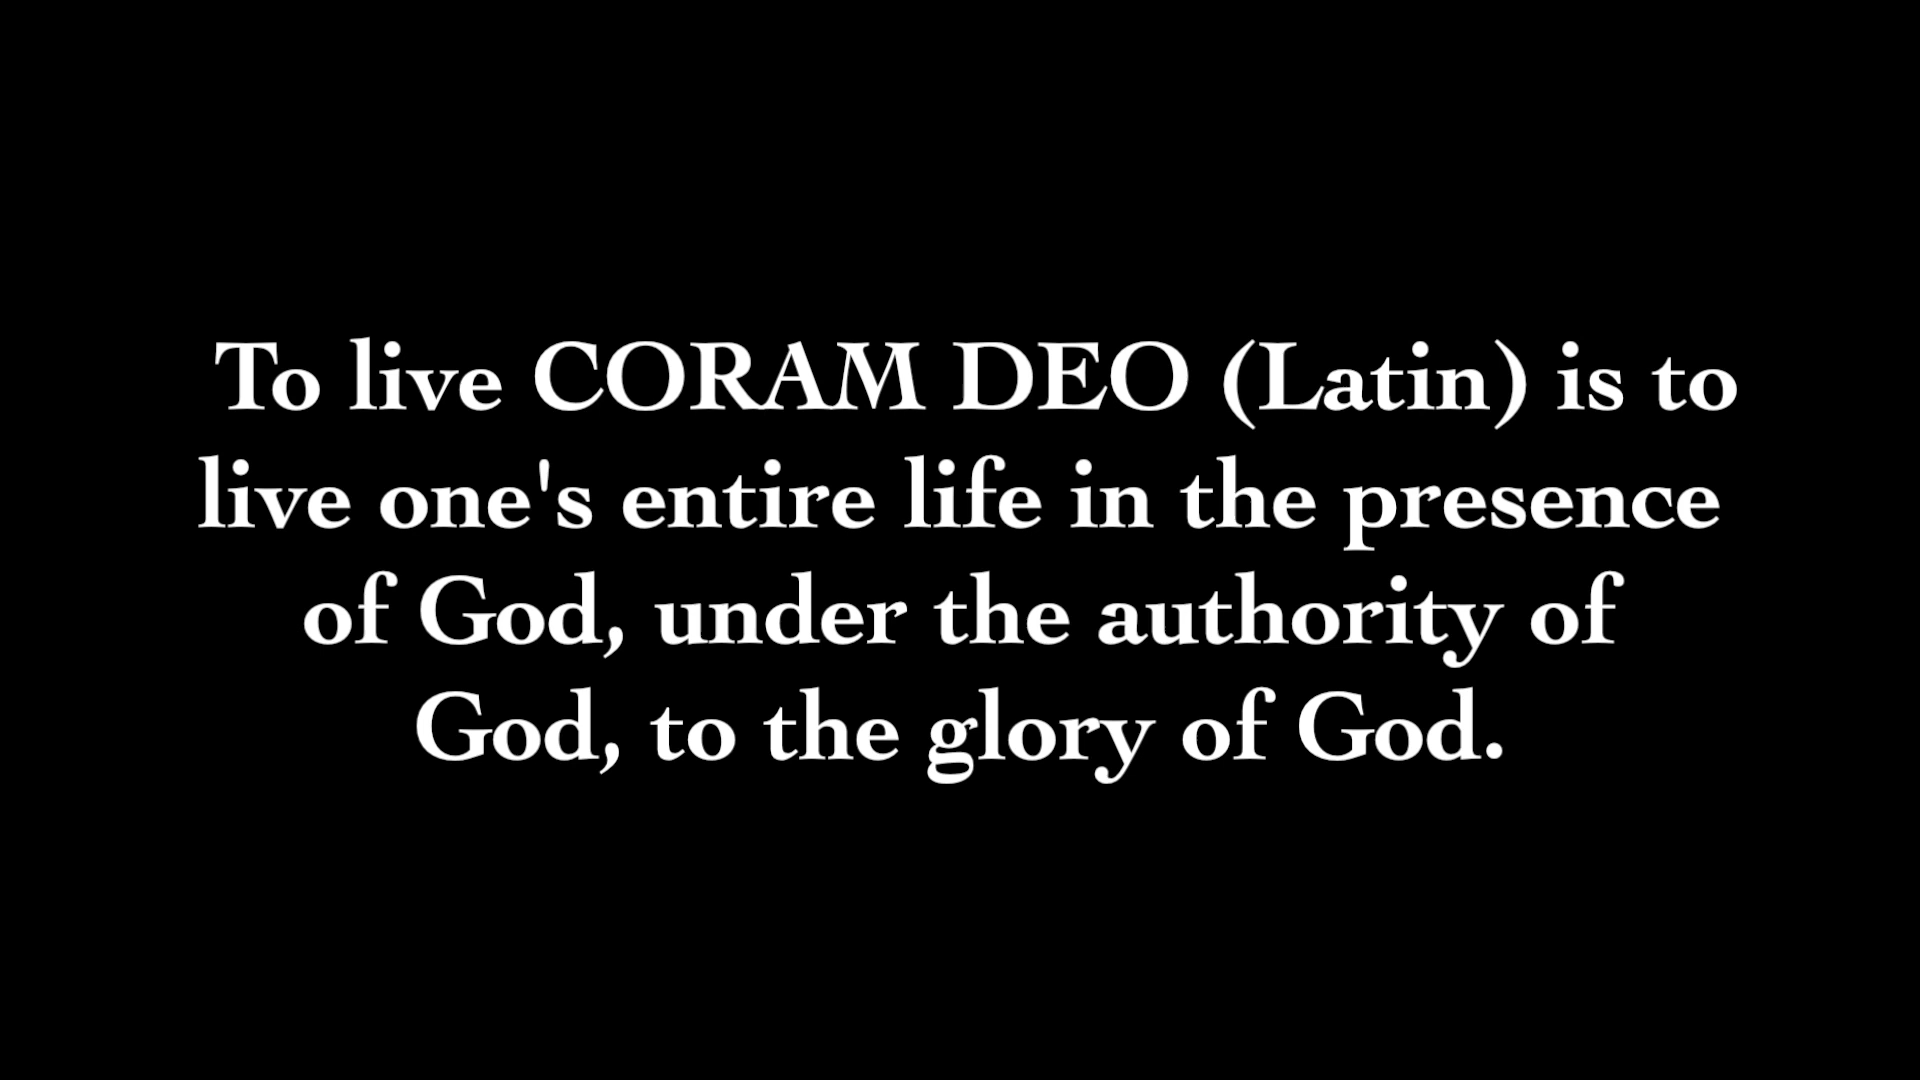 To live CORAM DEO (Latin) is to
live one's entire life in the presence
of God, under the authority of
God, to the glory of God.